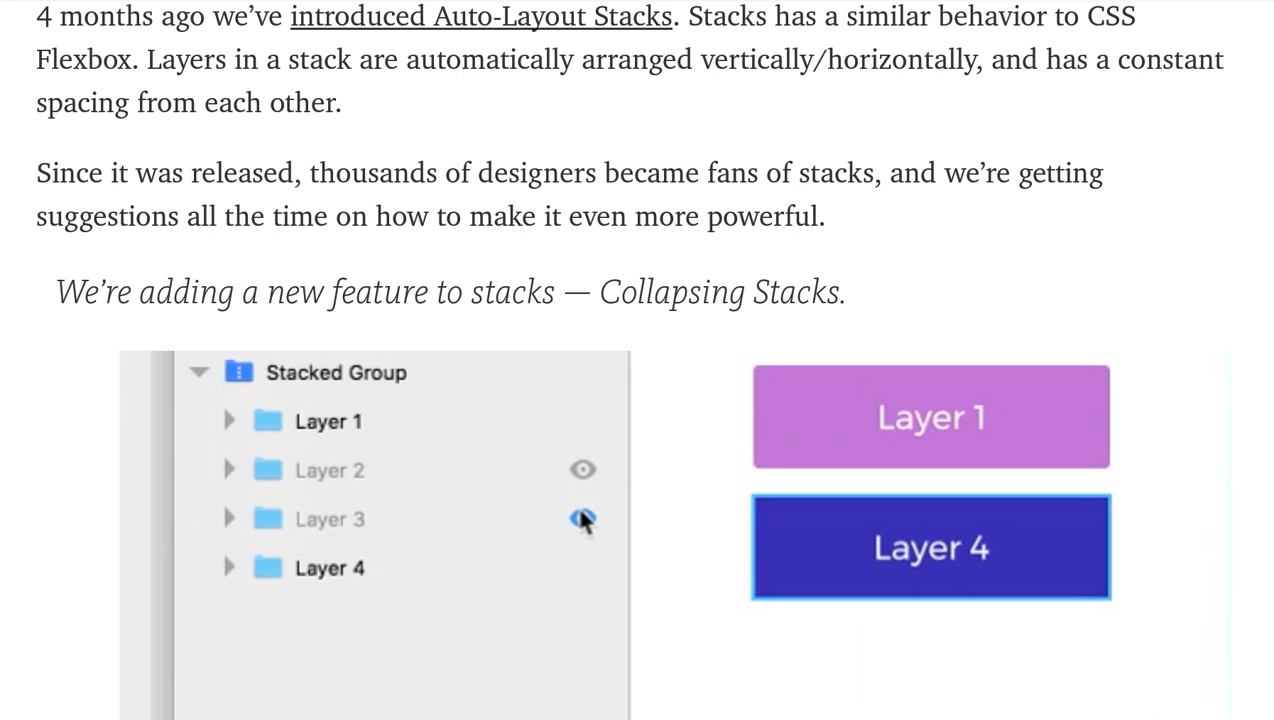 4 months ago we’ve introduced Auto-Layout Stacks. Stacks has a similar behavior to CSS
Flexbox. Layers in a stack are automatically arranged vertically/horizontally, and has a constant
spacing from each other.
Since it was released, thousands of designers became fans of stacks, and we’re getting
suggestions all the time on how to make it even more powerful.
We’re adding a new feature to stacks — Collapsing Stacks.
Stacked Group
Layer 1
Layer 2
Layer 3
Layer 4
Layer 1
Layer 4